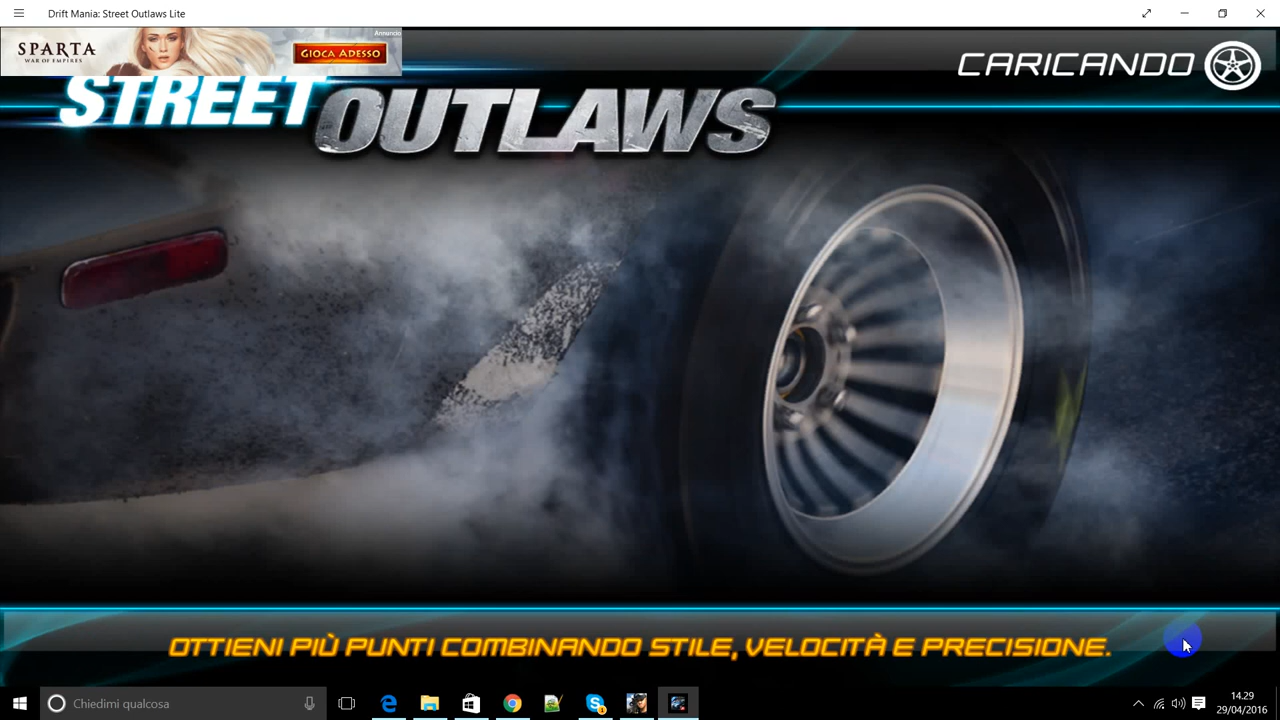 Drift Mania: Street Outlaws Lite
SPARTA
WAR OF EMPIRES
GIOCA ADESSO
Annuncio
CARICANDO
STREET
OUTLAWS
OTTIENI PIÙ PUNTI COMBINANDO STILE, VELOCITÀ E PRECISIONE.
Chiedimi qualcosa
1
14.29
29/04/2016